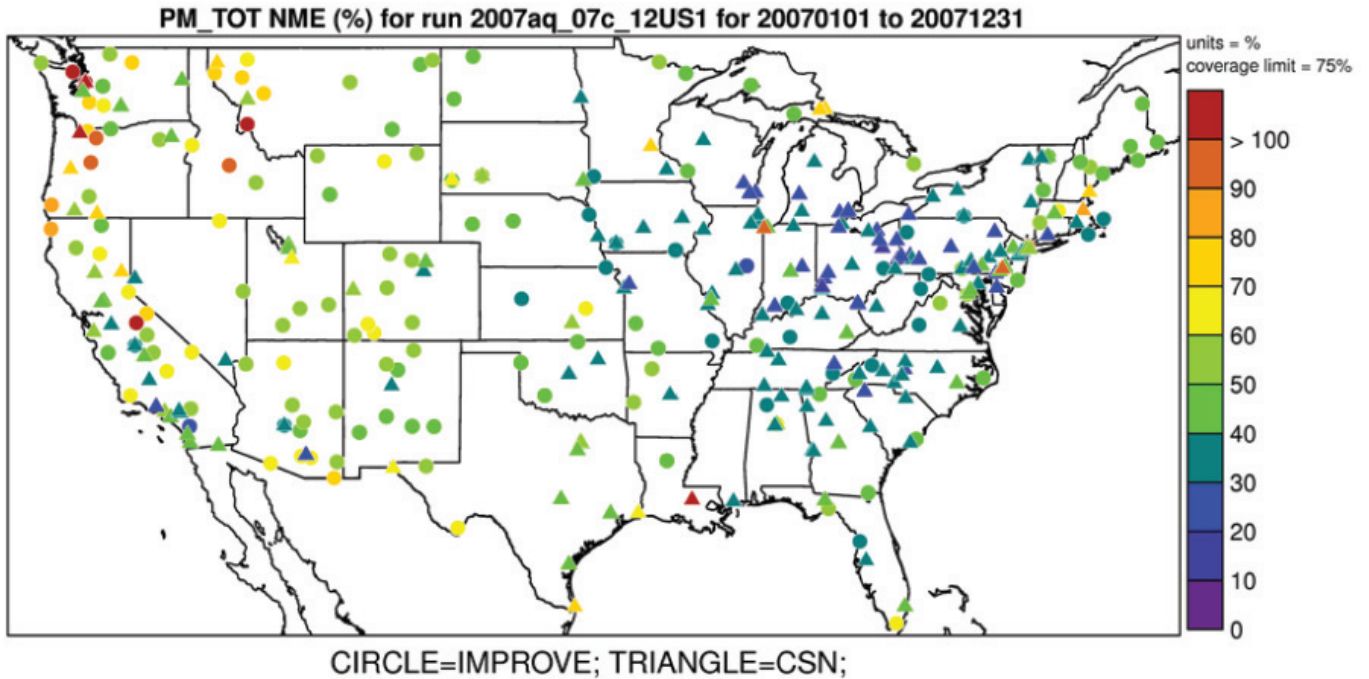 PM_TOT NME (%) for run 2007aq_07c_12US1 for 20070101 to 20071231
units = %
coverage limit = 75%
> 100
90
80
70
60
50
40
30
20
10
0
CIRCLE=IMPROVE; TRIANGLE=CSN;